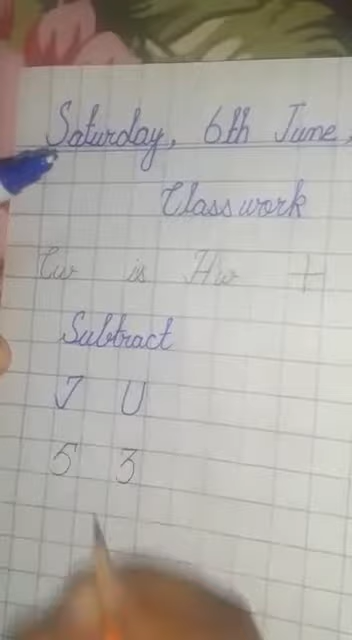 Saturday, 6th June,
Classwork
Cw is Hw +
Subtract
T U
5 3